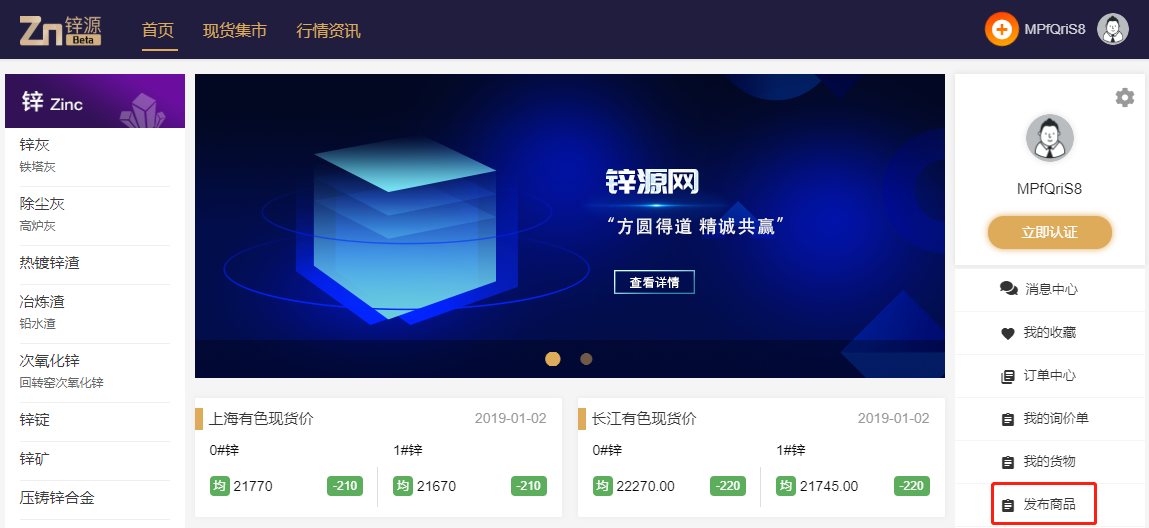 Zn 锌源 Beta
首页 现货集市 行情资讯
MPfQriS8
锌 Zinc
锌灰
铁塔灰
除尘灰
高炉灰
热镀锌渣
冶炼渣
铅水渣
次氧化锌
回转窑次氧化锌
锌锭
锌矿
压铸锌合金
锌源网
“方圆得道 精诚共赢”
查看详情
上海有色现货价 2019-01-02
0#锌 1#锌
均 21770 -210 均 21670 -210
长江有色现货价 2019-01-02
0#锌 1#锌
均 22270.00 -220 均 21745.00 -220
MPfQriS8
立即认证
消息中心
我的收藏
订单中心
我的询价单
我的货物
发布商品